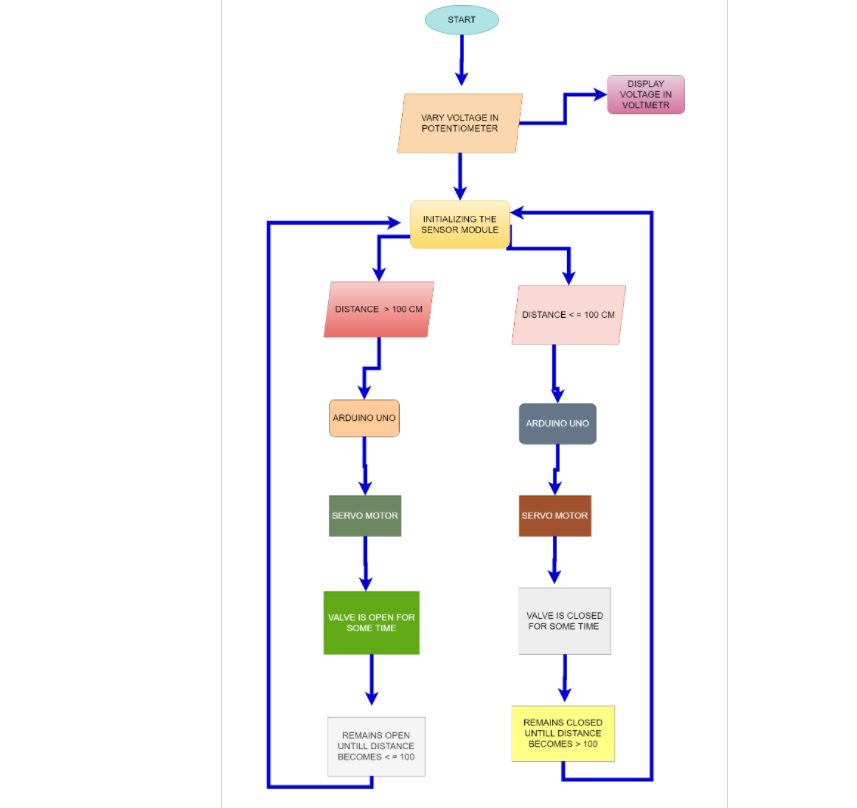 START
DISPLAY
VOLTAGE IN
VOLTMETR
VARY VOLTAGE IN
POTENTIOMETER
INITIALIZING THE
SENSOR MODULE
DISTANCE > 100 CM
DISTANCE < = 100 CM
ARDUINO UNO
ARDUINO UNO
SERVO MOTOR
SERVO MOTOR
VALVE IS OPEN FOR
SOME TIME
VALVE IS CLOSED
FOR SOME TIME
REMAINS OPEN
UNTILL DISTANCE
BECOMES < = 100
REMAINS CLOSED
UNTILL DISTANCE
BECOMES > 100